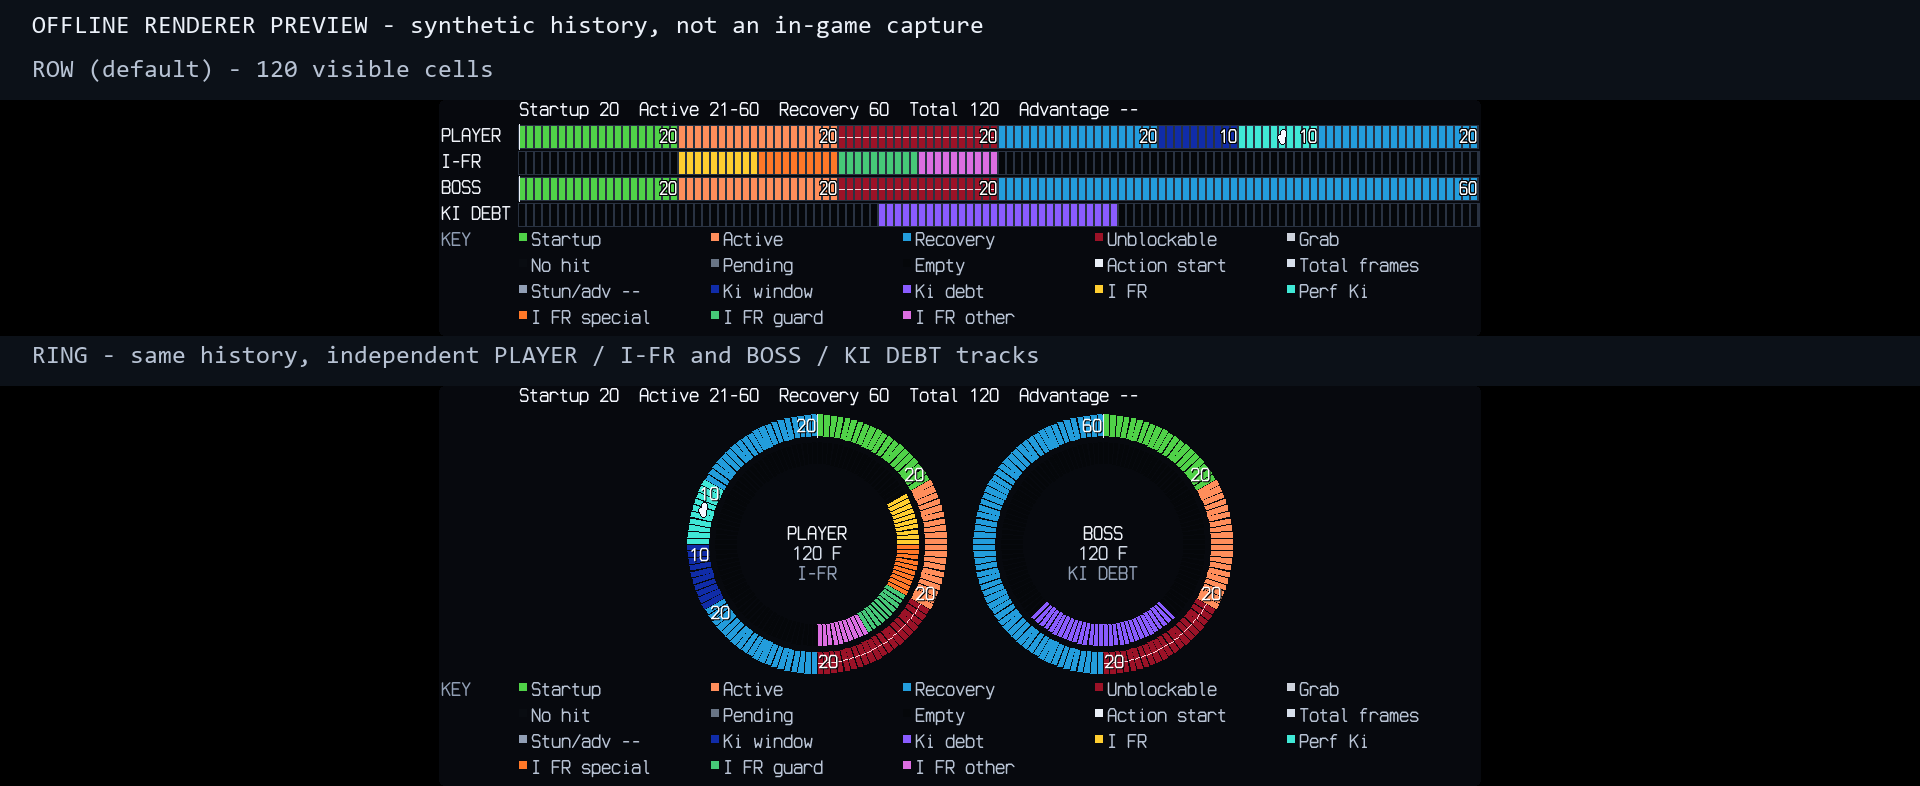 OFFLINE RENDERER PREVIEW - synthetic history, not an in-game capture
ROW (default) - 120 visible cells
Startup 20 Active 21-60 Recovery 60 Total 120 Advantage --
PLAYER 20 20 20 20 10 10 20
I-FR
BOSS 20 20 20 60
KI DEBT
KEY Startup Active Recovery Unblockable Grab
No hit Pending Empty Action start Total frames
Stun/adv -- Ki window Ki debt I FR Perf Ki
I FR special I FR guard I FR other
RING - same history, independent PLAYER / I-FR and BOSS / KI DEBT tracks
Startup 20 Active 21-60 Recovery 60 Total 120 Advantage --
20 60
20 20
10
PLAYER BOSS
120 F 120 F
10
I-FR KI DEBT
20 20
20
20 20
KEY Startup Active Recovery Unblockable Grab
No hit Pending Empty Action start Total frames
Stun/adv -- Ki window Ki debt I FR Perf Ki
I FR special I FR guard I FR other